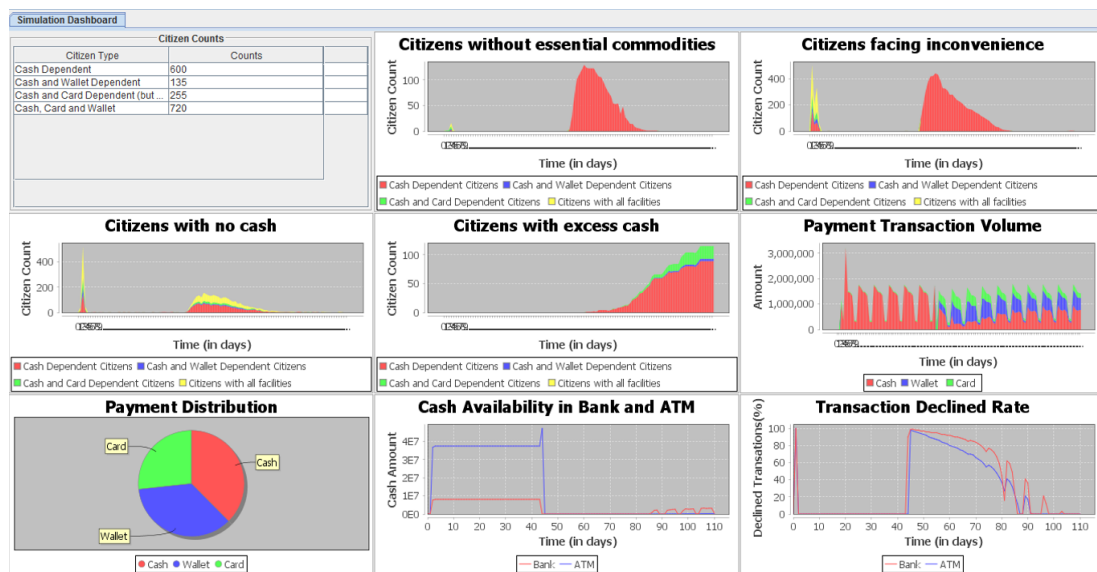 Simulation Dashboard
Citizen Counts
Citizen Type Counts
Cash Dependent 600
Cash and Wallet Dependent 135
Cash and Card Dependent (but ... 255
Cash, Card and Wallet 720
Citizens without essential commodities
Citizen Count
100
50
0
Time (in days)
Cash Dependent Citizens Cash and Wallet Dependent Citizens
Cash and Card Dependent Citizens Citizens with all facilities
Citizens facing inconvenience
Citizen Count
400
200
0
Time (in days)
Cash Dependent Citizens Cash and Wallet Dependent Citizens
Cash and Card Dependent Citizens Citizens with all facilities
Citizens with no cash
Citizen Count
400
200
0
Time (in days)
Cash Dependent Citizens Cash and Wallet Dependent Citizens
Cash and Card Dependent Citizens Citizens with all facilities
Citizens with excess cash
Citizen Count
100
50
0
Time (in days)
Cash Dependent Citizens Cash and Wallet Dependent Citizens
Cash and Card Dependent Citizens Citizens with all facilities
Payment Transaction Volume
Amount
3,000,000
2,000,000
1,000,000
0
Time (in days)
Cash Wallet Card
Payment Distribution
Card
Cash
Wallet
Cash Wallet Card
Cash Availability in Bank and ATM
Cash Amount
4E7
3E7
2E7
1E7
0E0
0 10 20 30 40 50 60 70 80 90 100 110
Time (in days)
Bank ATM
Transaction Declined Rate
Declined Transations(%)
100
80
60
40
20
0
0 10 20 30 40 50 60 70 80 90 100 110
Time (in days)
Bank ATM